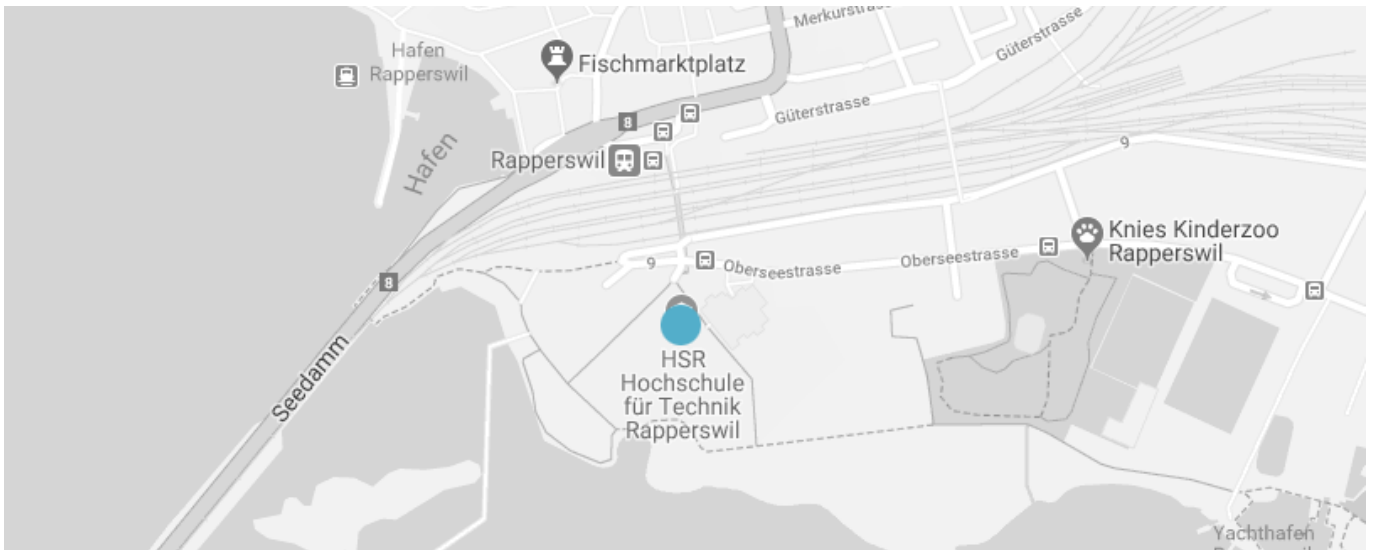 Merkurstrasse
Güterstrasse
Hafen
Rapperswil
Fischmarktplatz
Güterstrasse
8
Hafen
Rapperswil
9
Knies Kinderzoo
Rapperswil
9
Oberseestrasse
Oberseestrasse
8
Seedamm
HSR
Hochschule
für Technik
Rapperswil
Yachthafen